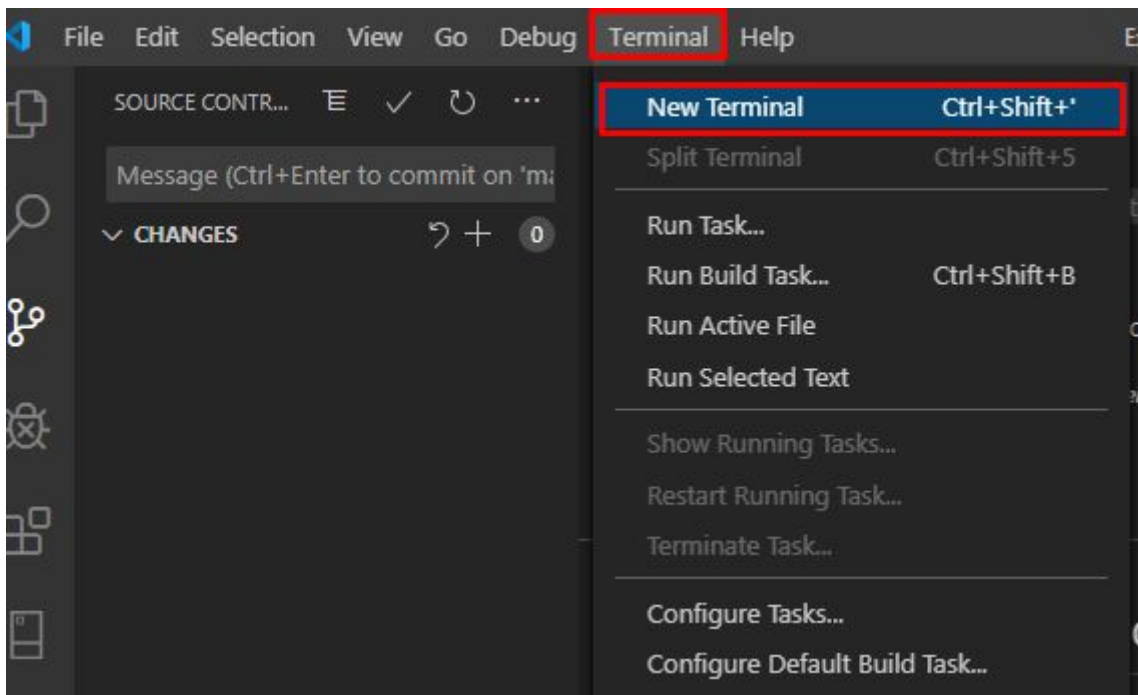 File Edit Selection View Go Debug Terminal Help
SOURCE CONTR...
Message (Ctrl+Enter to commit on 'ma
CHANGES 0
New Terminal Ctrl+Shift+'
Split Terminal Ctrl+Shift+5
Run Task...
Run Build Task... Ctrl+Shift+B
Run Active File
Run Selected Text
Show Running Tasks...
Restart Running Task...
Terminate Task...
Configure Tasks...
Configure Default Build Task...